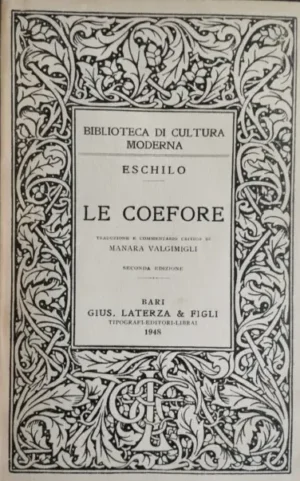 BIBLIOTECA DI CULTURA
MODERNA
ESCHILO
LE COEFORE
TRADUZIONE E COMMENTARIO CRITICO DI
MANARA VALGIMIGLI
SECONDA EDIZIONE
BARI
GIUS. LATERZA & FIGLI
TIPOGRAFI-EDITORI-LIBRAI
1948